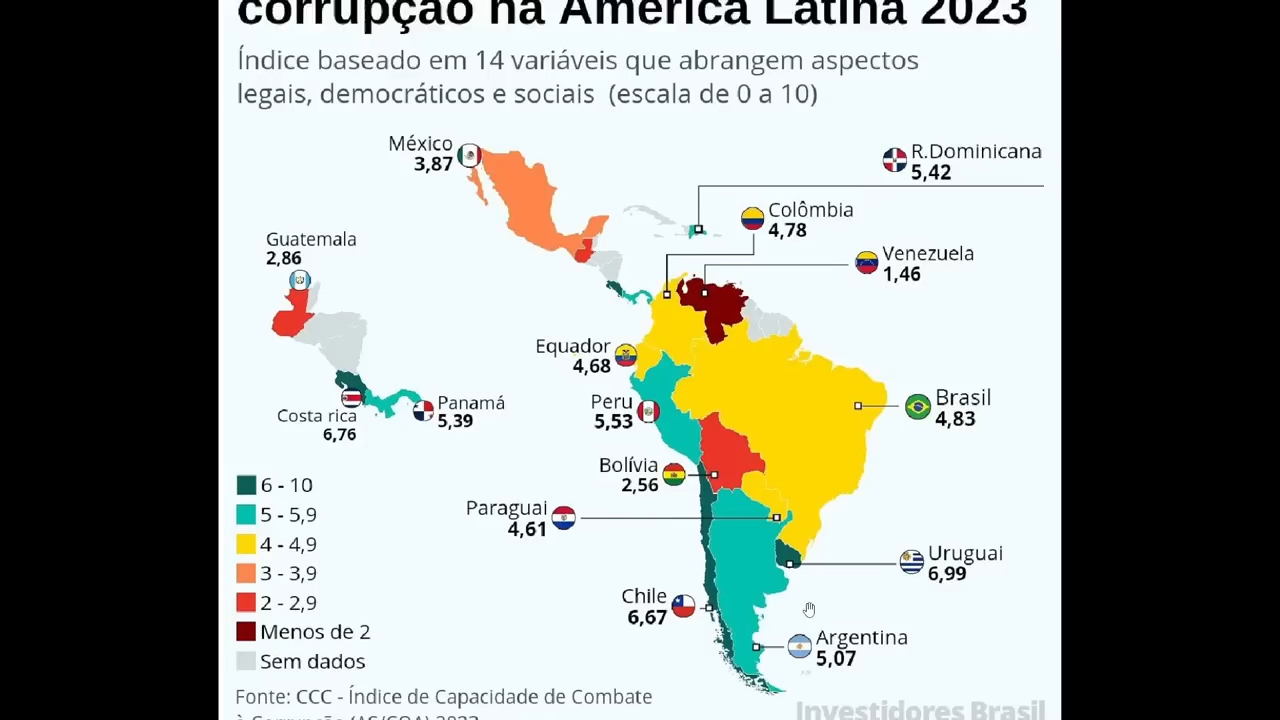 corrupção na América Latina 2023
Índice baseado em 14 variáveis que abrangem aspectos
legais, democráticos e sociais (escala de 0 a 10)
México
3,87
R.Dominicana
5,42
Colômbia
4,78
Guatemala
2,86
Venezuela
1,46
Equador
4,68
Peru
5,53
Brasil
4,83
Costa rica
6,76
Panamá
5,39
Bolívia
2,56
Paraguai
4,61
Uruguai
6,99
Chile
6,67
Argentina
5,07
6 - 10
5 - 5,9
4 - 4,9
3 - 3,9
2 - 2,9
Menos de 2
Sem dados
Fonte: CCC - Índice de Capacidade de Combate
à Corrupção (AS/COA) 2023
Investidores Brasil